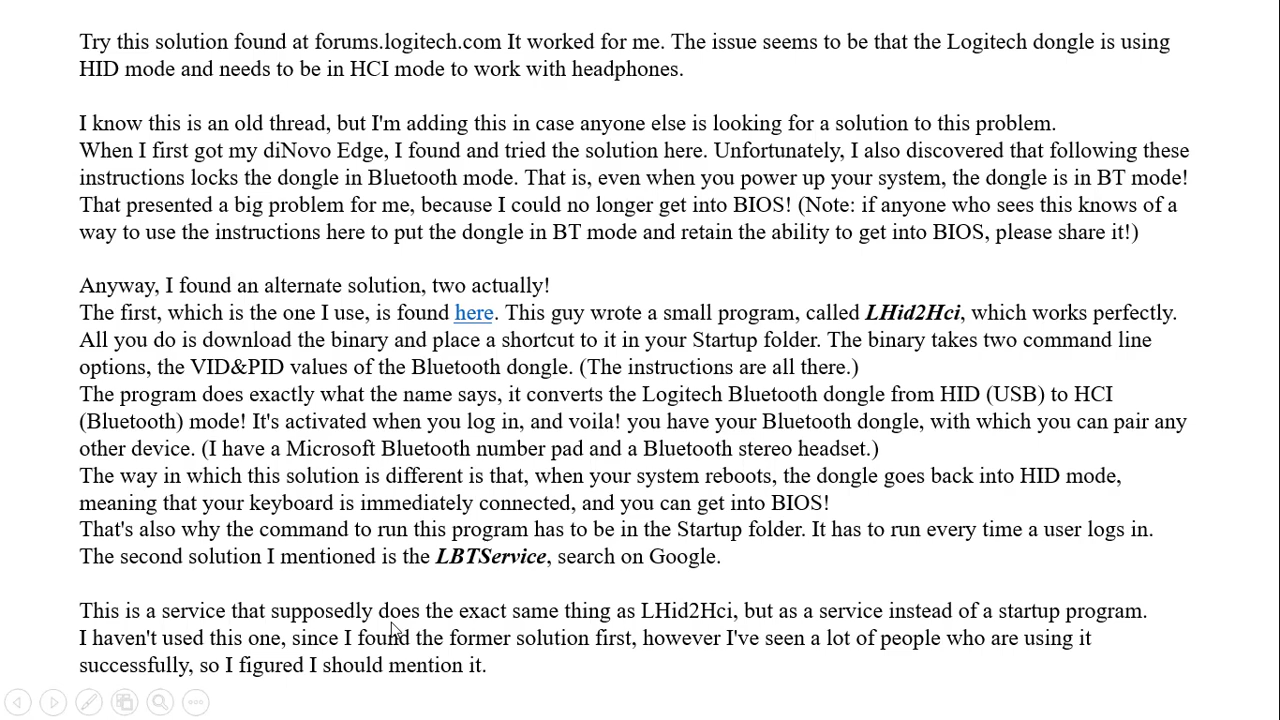 Try this solution found at forums.logitech.com It worked for me. The issue seems to be that the Logitech dongle is using
HID mode and needs to be in HCI mode to work with headphones.
I know this is an old thread, but I'm adding this in case anyone else is looking for a solution to this problem.
When I first got my diNovo Edge, I found and tried the solution here. Unfortunately, I also discovered that following these
instructions locks the dongle in Bluetooth mode. That is, even when you power up your system, the dongle is in BT mode!
That presented a big problem for me, because I could no longer get into BIOS! (Note: if anyone who sees this knows of a
way to use the instructions here to put the dongle in BT mode and retain the ability to get into BIOS, please share it!)
Anyway, I found an alternate solution, two actually!
The first, which is the one I use, is found here. This guy wrote a small program, called LHid2Hci, which works perfectly.
All you do is download the binary and place a shortcut to it in your Startup folder. The binary takes two command line
options, the VID&PID values of the Bluetooth dongle. (The instructions are all there.)
The program does exactly what the name says, it converts the Logitech Bluetooth dongle from HID (USB) to HCI
(Bluetooth) mode! It's activated when you log in, and voila! you have your Bluetooth dongle, with which you can pair any
other device. (I have a Microsoft Bluetooth number pad and a Bluetooth stereo headset.)
The way in which this solution is different is that, when your system reboots, the dongle goes back into HID mode,
meaning that your keyboard is immediately connected, and you can get into BIOS!
That's also why the command to run this program has to be in the Startup folder. It has to run every time a user logs in.
The second solution I mentioned is the LBTService, search on Google.
This is a service that supposedly does the exact same thing as LHid2Hci, but as a service instead of a startup program.
I haven't used this one, since I found the former solution first, however I've seen a lot of people who are using it
successfully, so I figured I should mention it.